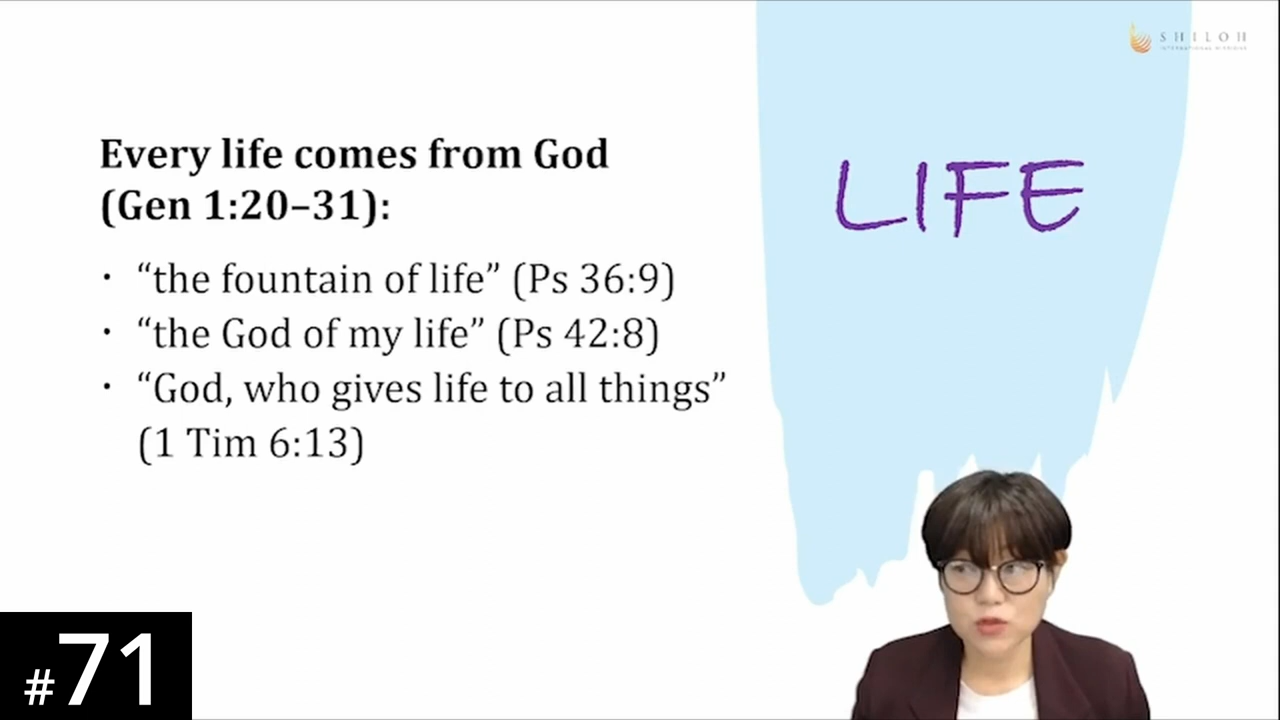 SHILOH
INTERNATIONAL MISSIONS
Every life comes from God
(Gen 1:20–31):
LIFE
· “the fountain of life” (Ps 36:9)
· “the God of my life” (Ps 42:8)
· “God, who gives life to all things”
(1 Tim 6:13)
#71